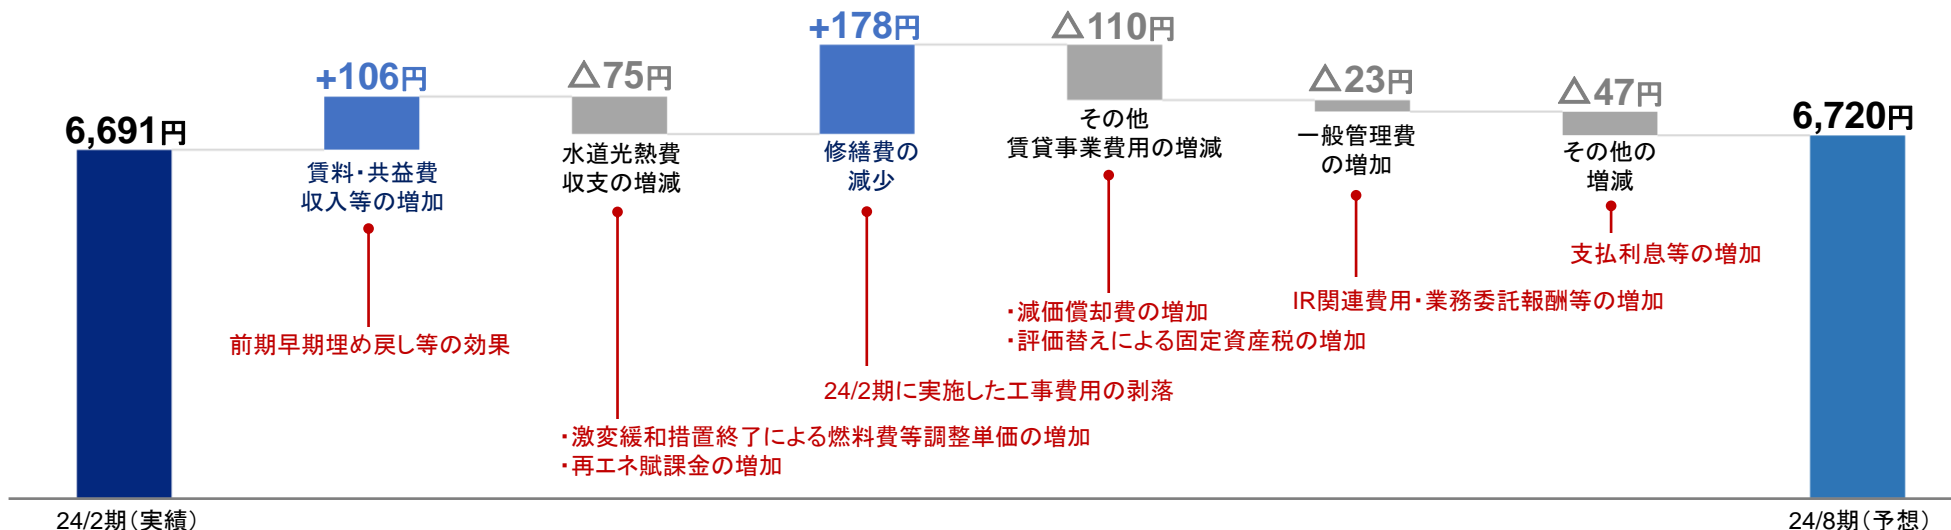 6,691円
+106円
賃料・共益費
収入等の増加
前期早期埋め戻し等の効果
△75円
水道光熱費
収支の増減
・激変緩和措置終了による燃料費等調整単価の増加
・再エネ賦課金の増加
+178円
修繕費の
減少
24/2期に実施した工事費用の剥落
△110円
その他
賃貸事業費用の増減
・減価償却費の増加
・評価替えによる固定資産税の増加
△23円
一般管理費
の増加
IR関連費用・業務委託報酬等の増加
△47円
その他の
増減
支払利息等の増加
6,720円
24/2期（実績）
24/8期（予想）